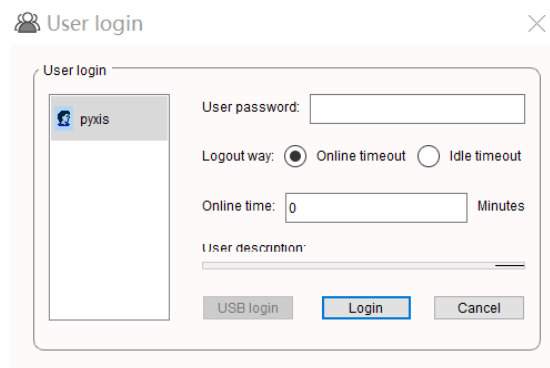 User login
User login
pyxis
User password:
Logout way: Online timeout Idle timeout
Online time: 0 Minutes
User description:
USB login Login Cancel